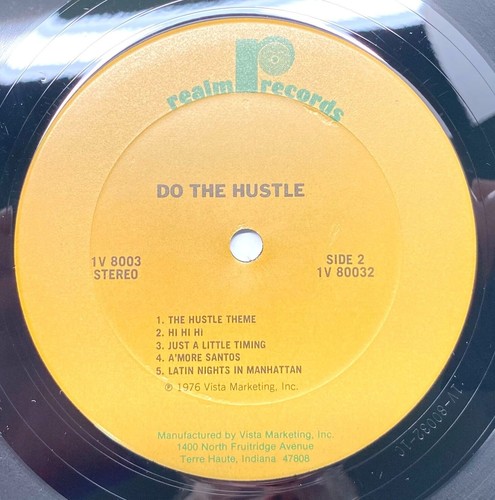 realm records
DO THE HUSTLE
1V 8003
STEREO
SIDE 2
1V 80032
1. THE HUSTLE THEME
2. Hi Hi Hi
3. JUST A LITTLE TIMING
4. A'MORE SANTOS
5. LATIN NIGHTS IN MANHATTAN
℗ 1976 Vista Marketing, Inc.
Manufactured by Vista Marketing, Inc.
1400 North Fruitridge Avenue
Terre Haute, Indiana 47808